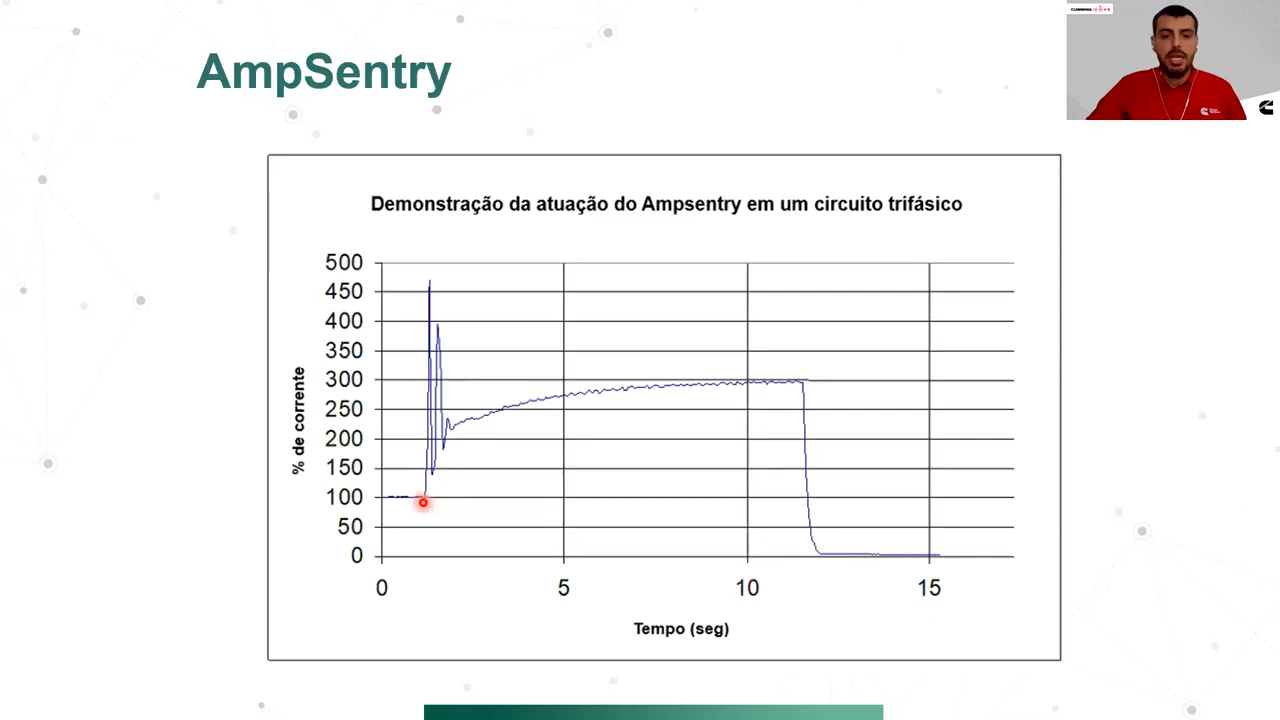 AmpSentry
CUMMINS
Demonstração da atuação do Ampsentry em um circuito trifásico
500
450
400
350
300
250
200
150
100
50
0
% de corrente
0 5 10 15
Tempo (seg)